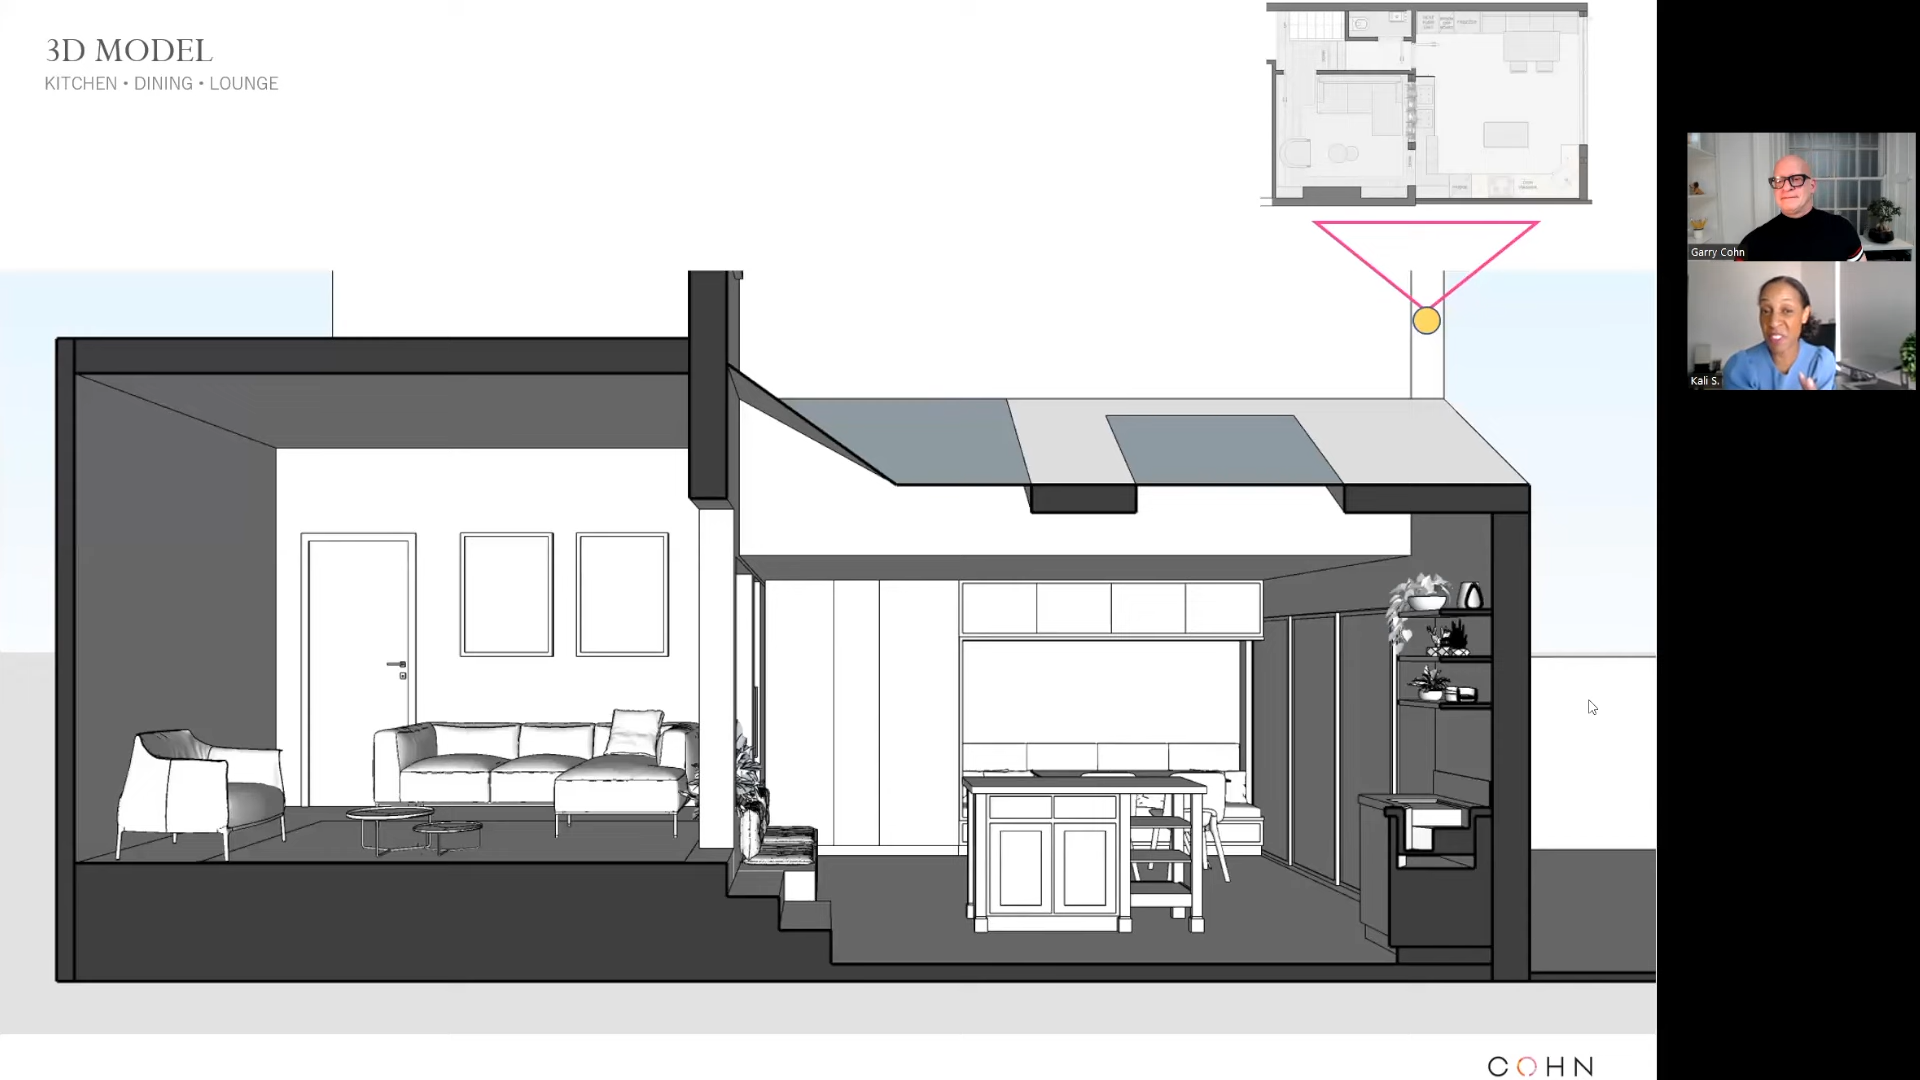 3D MODEL
KITCHEN • DINING • LOUNGE
Garry Cohn
Kali S.
COHN